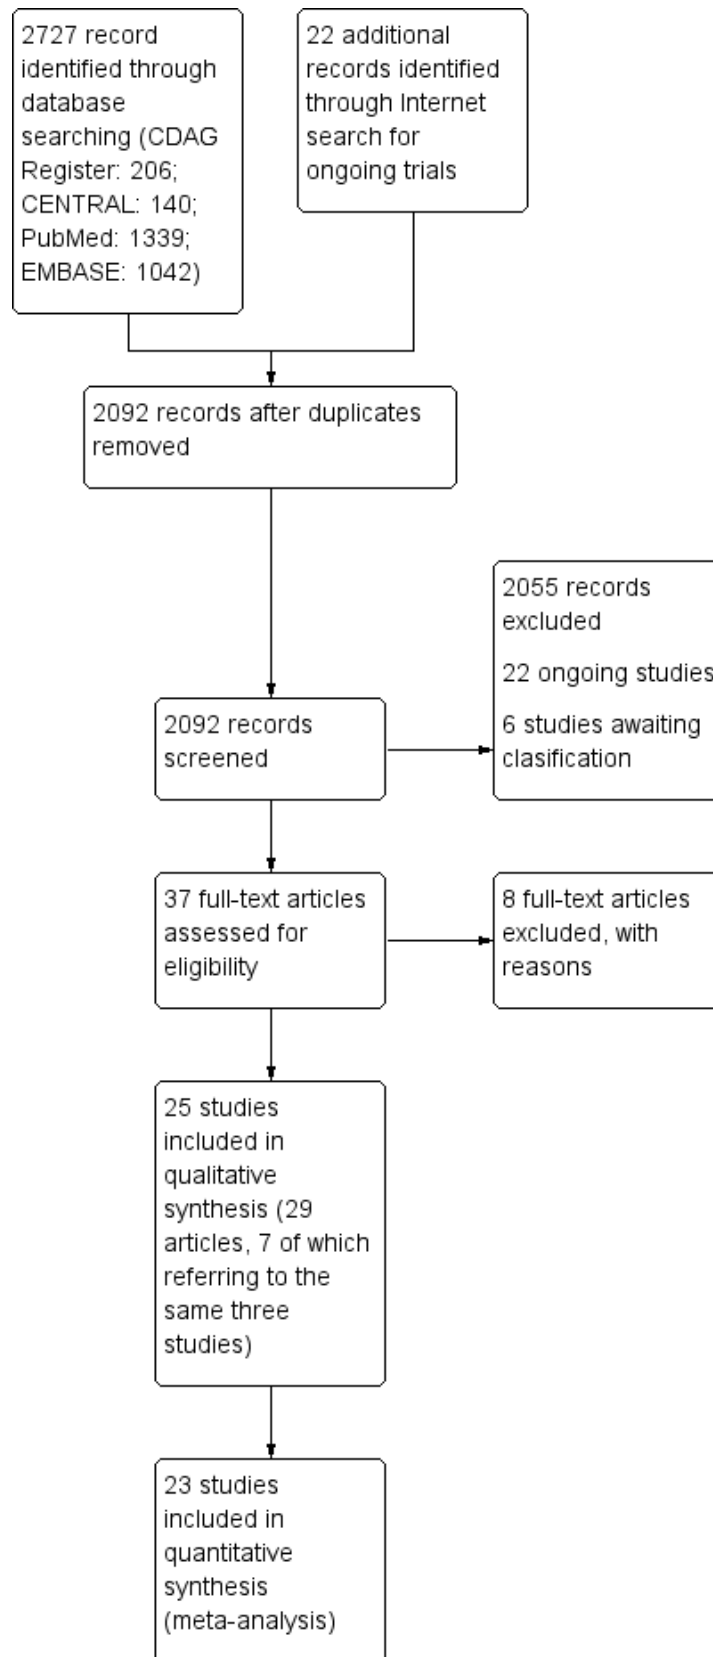 2727 record
identified through
database
searching (CDAG
Register: 206;
CENTRAL: 140;
PubMed: 1339;
EMBASE: 1042)
22 additional
records identified
through Internet
search for
ongoing trials
2092 records after duplicates
removed
2055 records
excluded
22 ongoing studies
6 studies awaiting
clasification
2092 records
screened
37 full-text articles
assessed for
eligibility
8 full-text articles
excluded, with
reasons
25 studies
included in
qualitative
synthesis (29
articles, 7 of which
referring to the
same three
studies)
23 studies
included in
quantitative
synthesis
(meta-analysis)